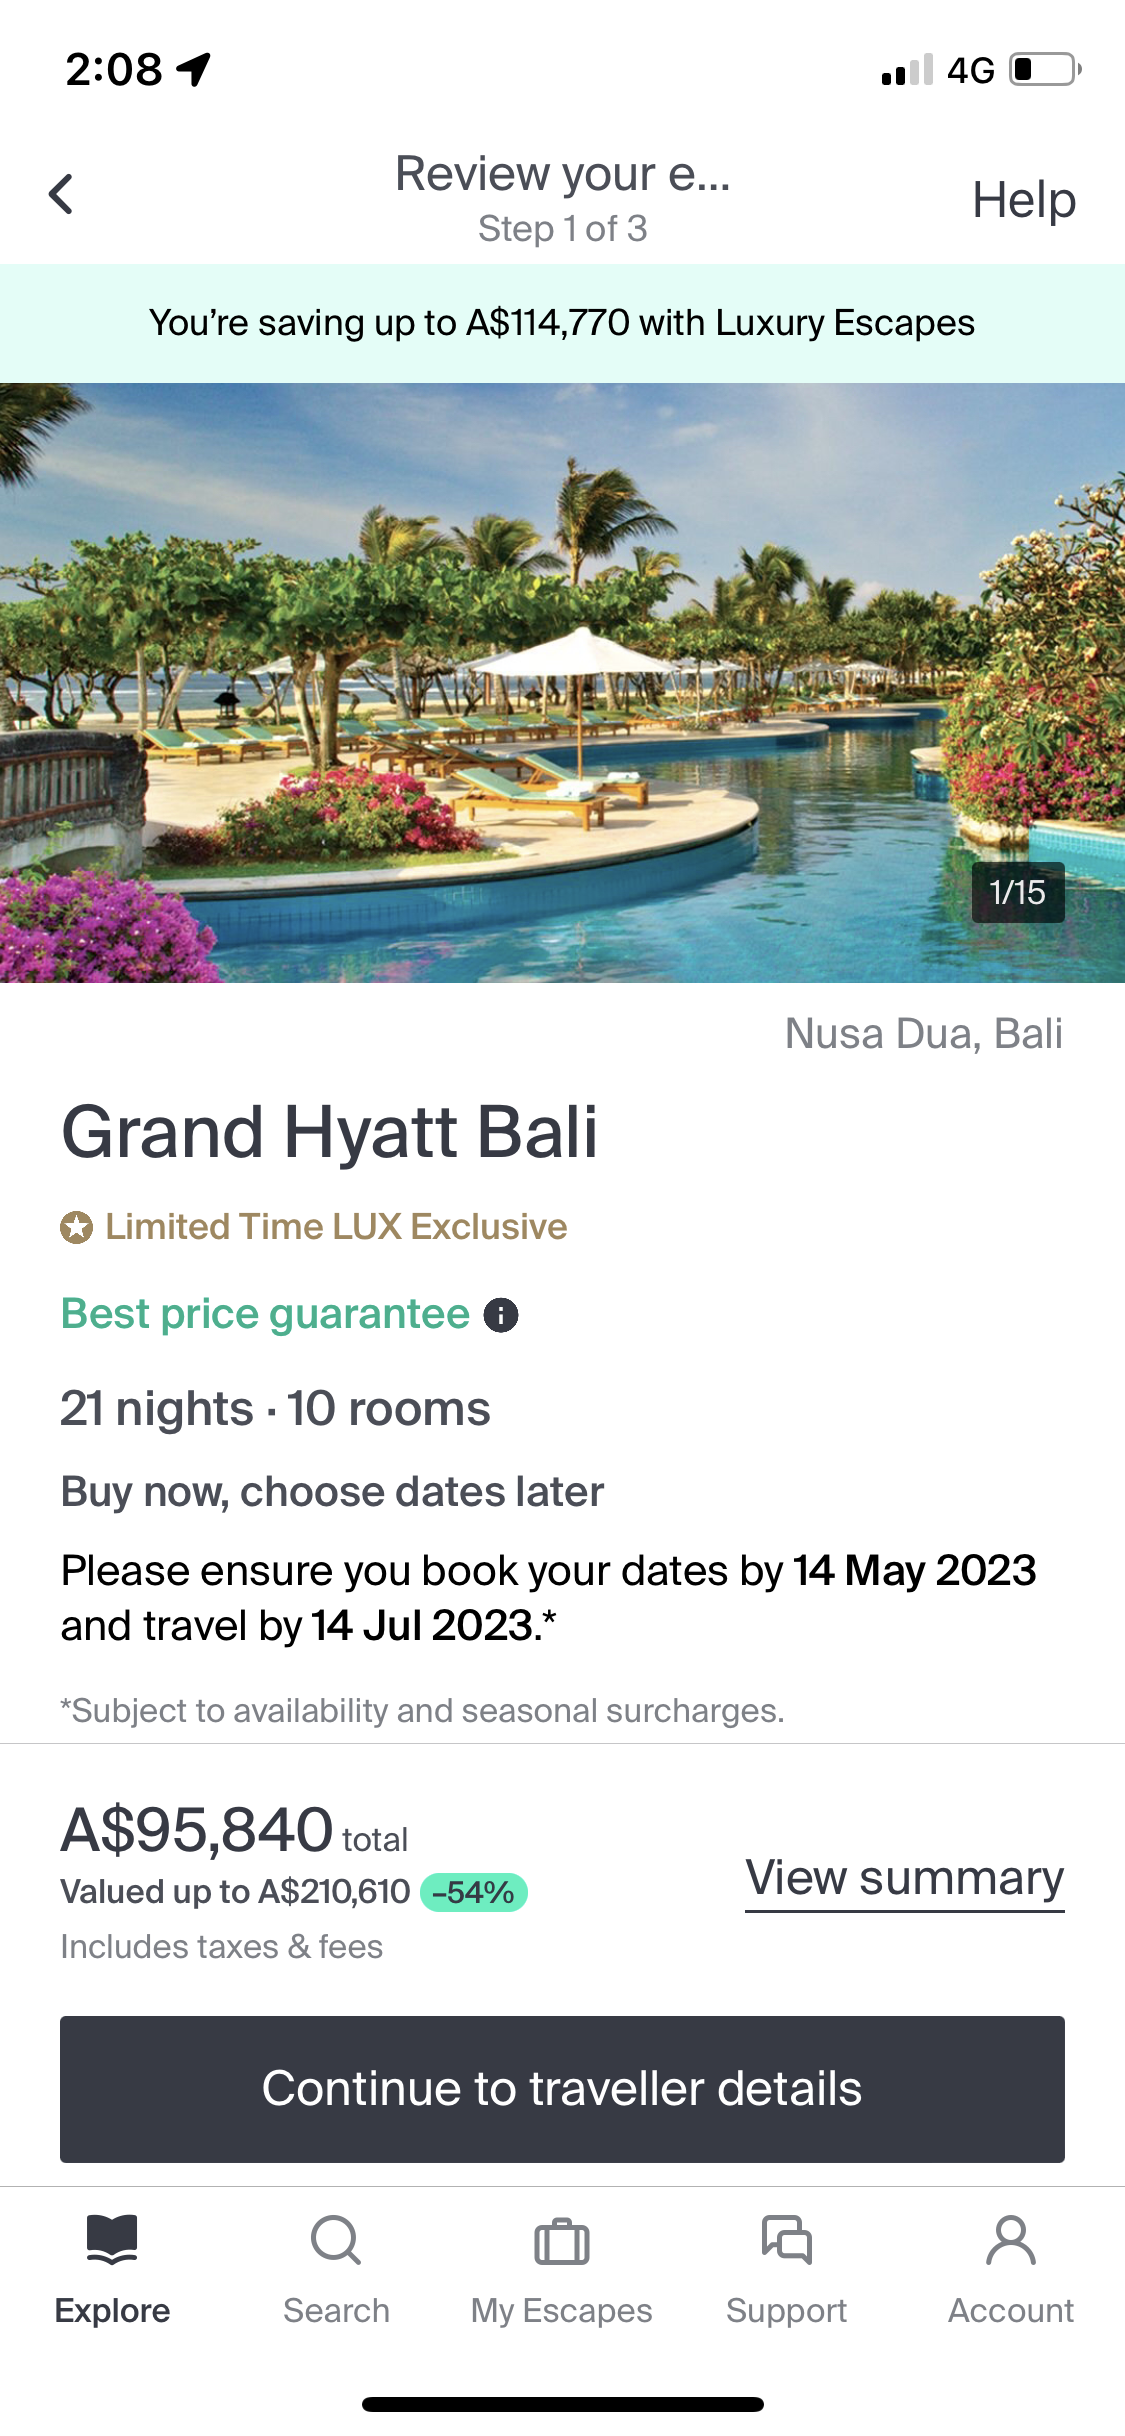 2:08
4G
Review your e...
Step 1 of 3
Help
You're saving up to A$114,770 with Luxury Escapes
1/15
Nusa Dua, Bali
Grand Hyatt Bali
Limited Time LUX Exclusive
Best price guarantee
21 nights · 10 rooms
Buy now, choose dates later
Please ensure you book your dates by 14 May 2023
and travel by 14 Jul 2023.*
*Subject to availability and seasonal surcharges.
A$95,840 total
Valued up to A$210,610 -54%
Includes taxes & fees
View summary
Continue to traveller details
Explore
Search
My Escapes
Support
Account